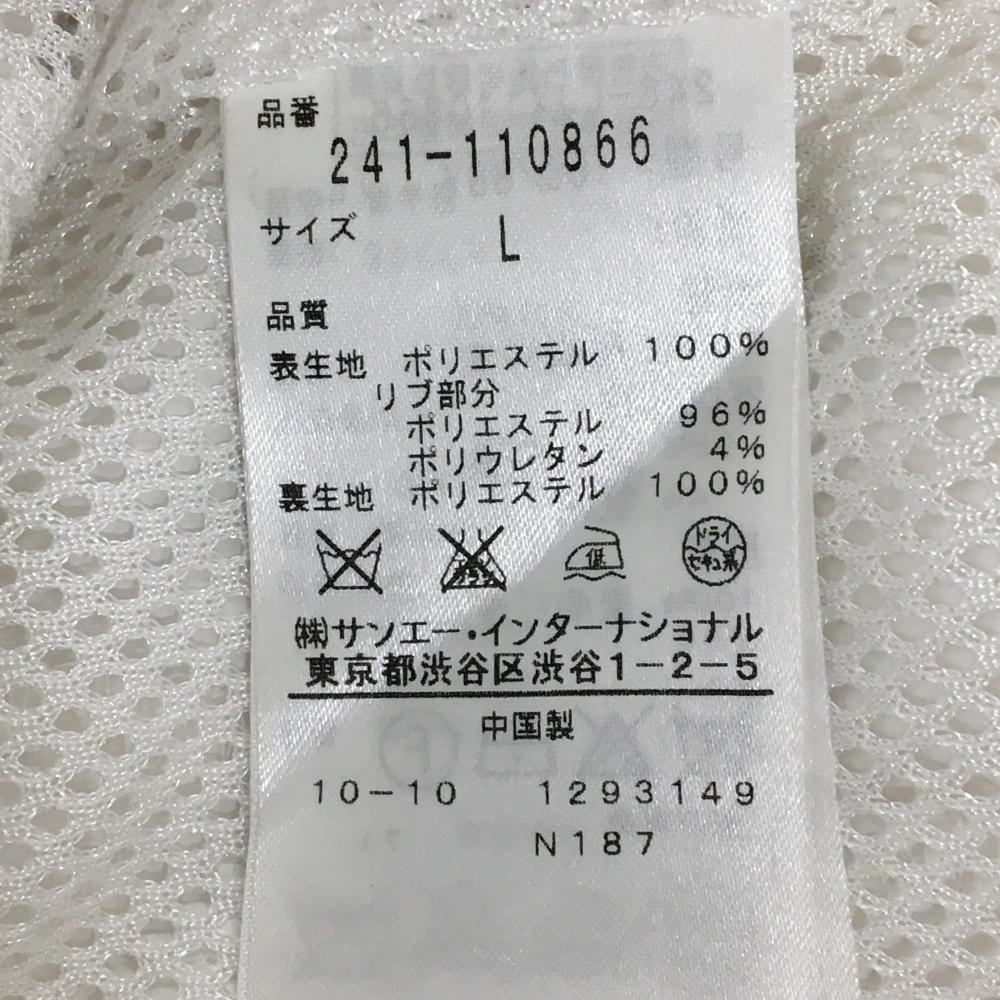 品番
241-110866
サイズ L
品質
表生地 ポリエステル 100%
リブ部分
ポリエステル 96%
ポリウレタン 4%
裏生地 ポリエステル 100%
低 ドライ
セキユ系
㈱サンエー・インターナショナル
東京都渋谷区渋谷1-2-5
中国製
10-10 1293149
N187